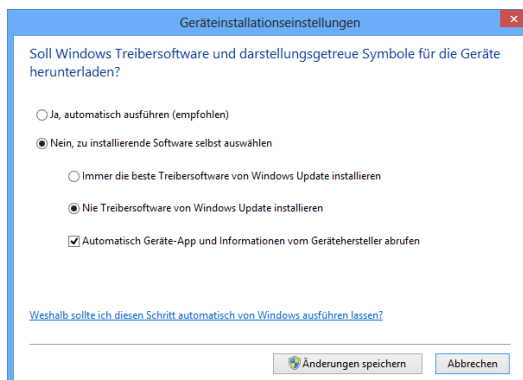 Geräteinstallationseinstellungen
Soll Windows Treibersoftware und darstellungsgetreue Symbole für die Geräte
herunterladen?
Ja, automatisch ausführen (empfohlen)
Nein, zu installierende Software selbst auswählen
Immer die beste Treibersoftware von Windows Update installieren
Nie Treibersoftware von Windows Update installieren
Automatisch Geräte-App und Informationen vom Gerätehersteller abrufen
Weshalb sollte ich diesen Schritt automatisch von Windows ausführen lassen?
Änderungen speichern
Abbrechen